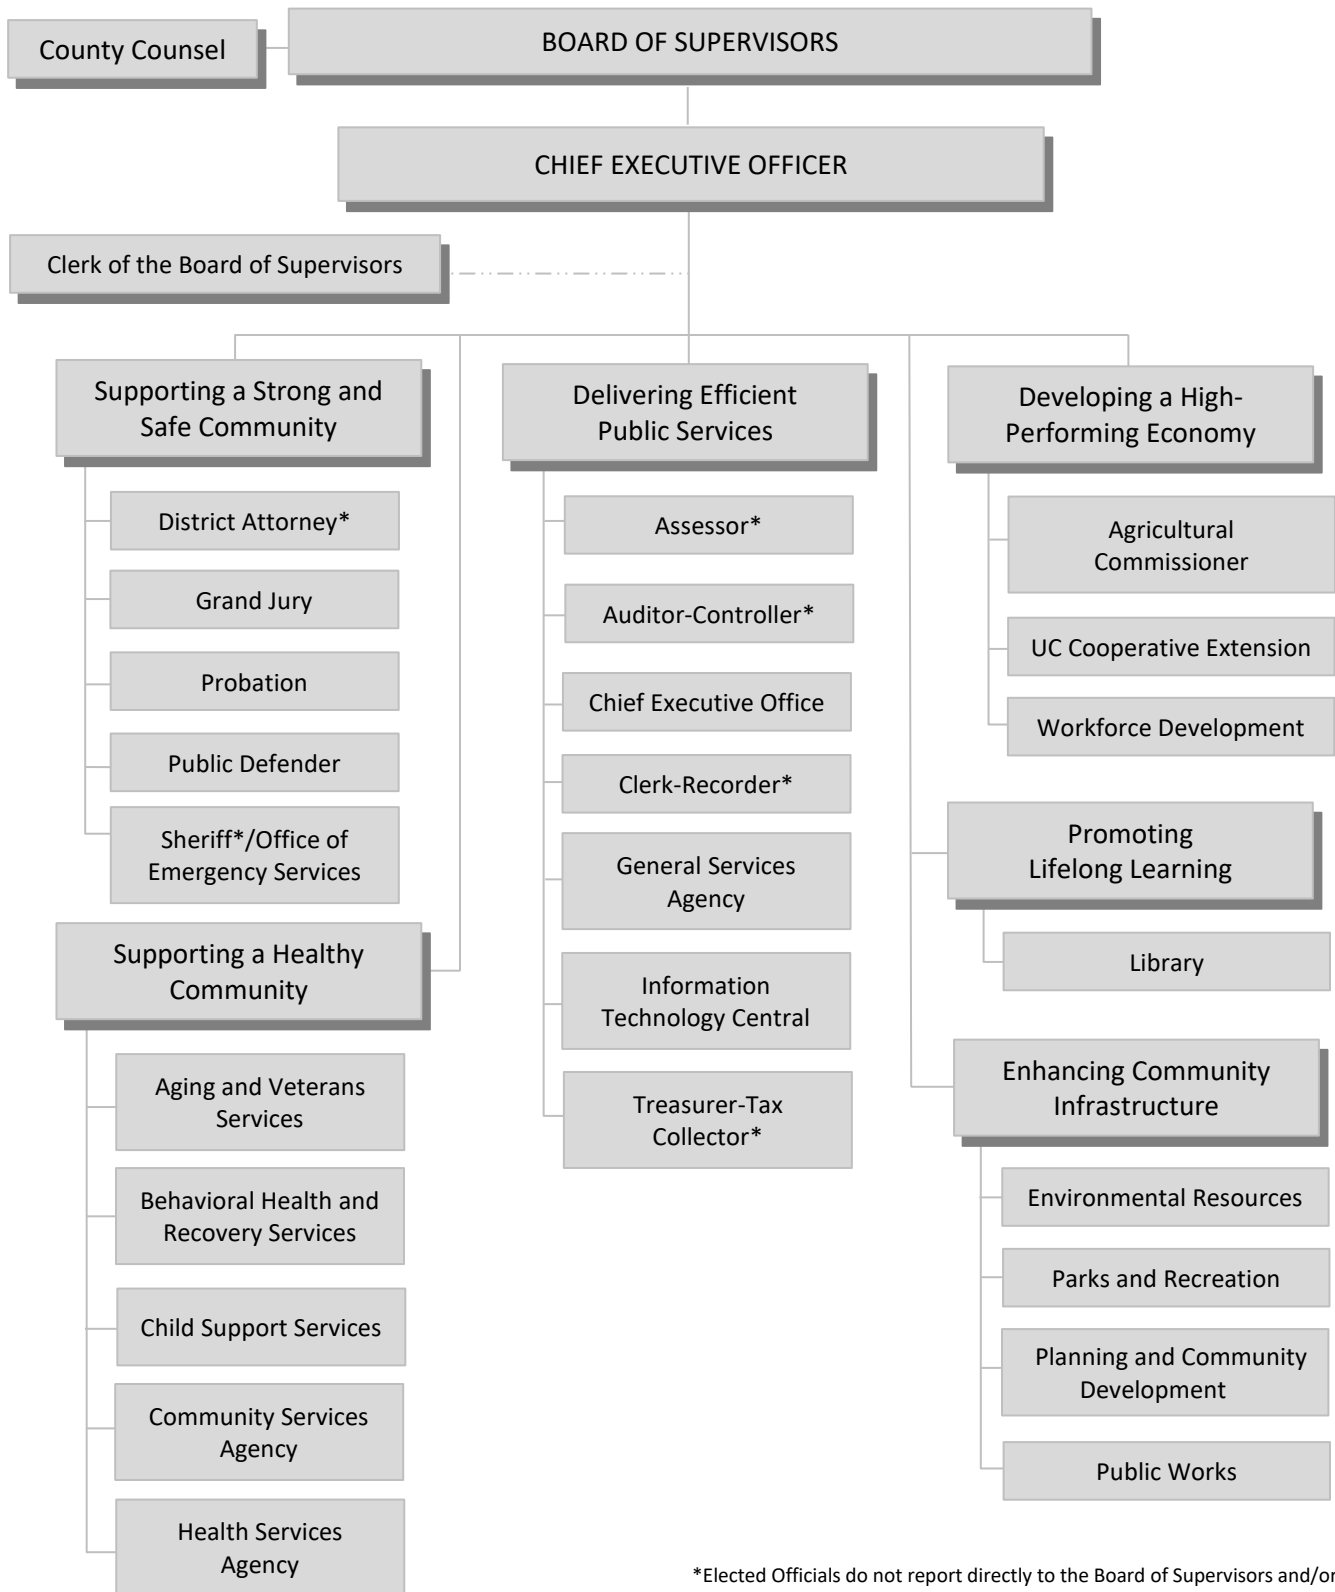 County Counsel
BOARD OF SUPERVISORS
CHIEF EXECUTIVE OFFICER
Clerk of the Board of Supervisors
Supporting a Strong and
Safe Community
District Attorney*
Grand Jury
Probation
Public Defender
Sheriff*/Office of
Emergency Services
Supporting a Healthy
Community
Aging and Veterans
Services
Behavioral Health and
Recovery Services
Child Support Services
Community Services
Agency
Health Services
Agency
Delivering Efficient
Public Services
Assessor*
Auditor-Controller*
Chief Executive Office
Clerk-Recorder*
General Services
Agency
Information
Technology Central
Treasurer-Tax
Collector*
Developing a High-
Performing Economy
Agricultural
Commissioner
UC Cooperative Extension
Workforce Development
Promoting
Lifelong Learning
Library
Enhancing Community
Infrastructure
Environmental Resources
Parks and Recreation
Planning and Community
Development
Public Works
*Elected Officials do not report directly to the Board of Supervisors and/or